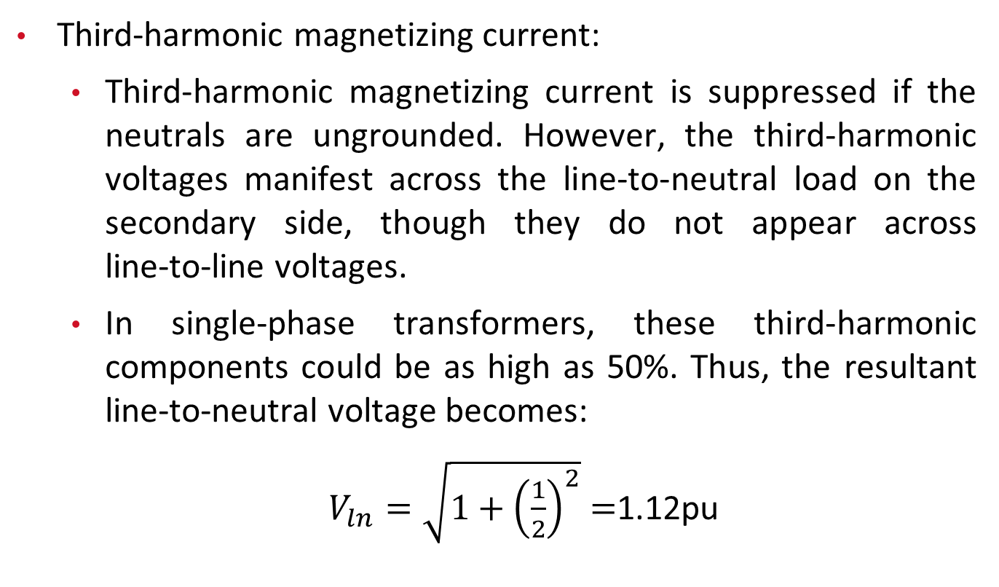 • Third-harmonic magnetizing current:
• Third-harmonic magnetizing current is suppressed if the
neutrals are ungrounded. However, the third-harmonic
voltages manifest across the line-to-neutral load on the
secondary side, though they do not appear across
line-to-line voltages.
• In single-phase transformers, these third-harmonic
components could be as high as 50%. Thus, the resultant
line-to-neutral voltage becomes:
$V_{ln} = \sqrt{1 + \left(\frac{1}{2}\right)^2}$ =1.12pu